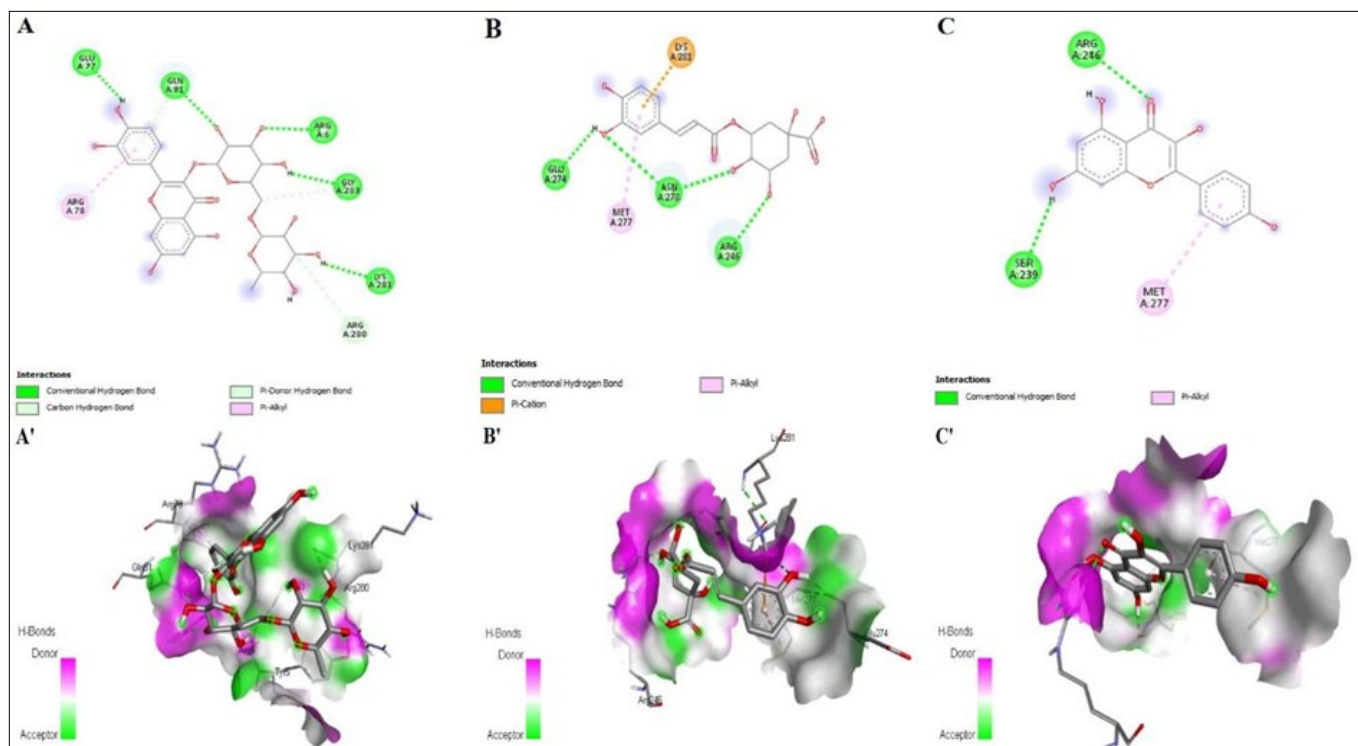 A
GLU
A:77
GLN
A:81
ARG
A:6
ARG
A:78
GLY
A:283
LYS
A:281
ARG
A:280
Interactions
Conventional Hydrogen Bond
Carbon Hydrogen Bond
Pi-Donor Hydrogen Bond
Pi-Alkyl
B
LYS
A:281
GLU
A:274
ASN
A:278
MET
A:277
ARG
A:246
Interactions
Conventional Hydrogen Bond
Pi-Cation
Pi-Alkyl
C
ARG
A:246
SER
A:239
MET
A:277
Interactions
Conventional Hydrogen Bond
Pi-Alkyl
A'
Lys281
Arg280
H-Bonds
Donor
Acceptor
B'
Lys281
H-Bonds
Donor
Acceptor
C'
H-Bonds
Donor
Acceptor